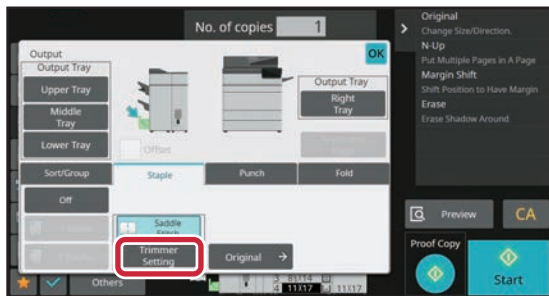 No. of copies 1
Output
OK
Output Tray
Upper Tray
Middle
Tray
Lower Tray
Output Tray
Right
Tray
Offset
Sort/Group
Staple
Punch
Fold
Off
Saddle
Stitch
Trimmer
Setting
Original →
Others
11X17
4 11X17
Original
Change Size/Direction.
N-Up
Put Multiple Pages in A Page
Margin Shift
Shift Position to Have Margin
Erase
Erase Shadow Around
Preview
CA
Proof Copy
Start